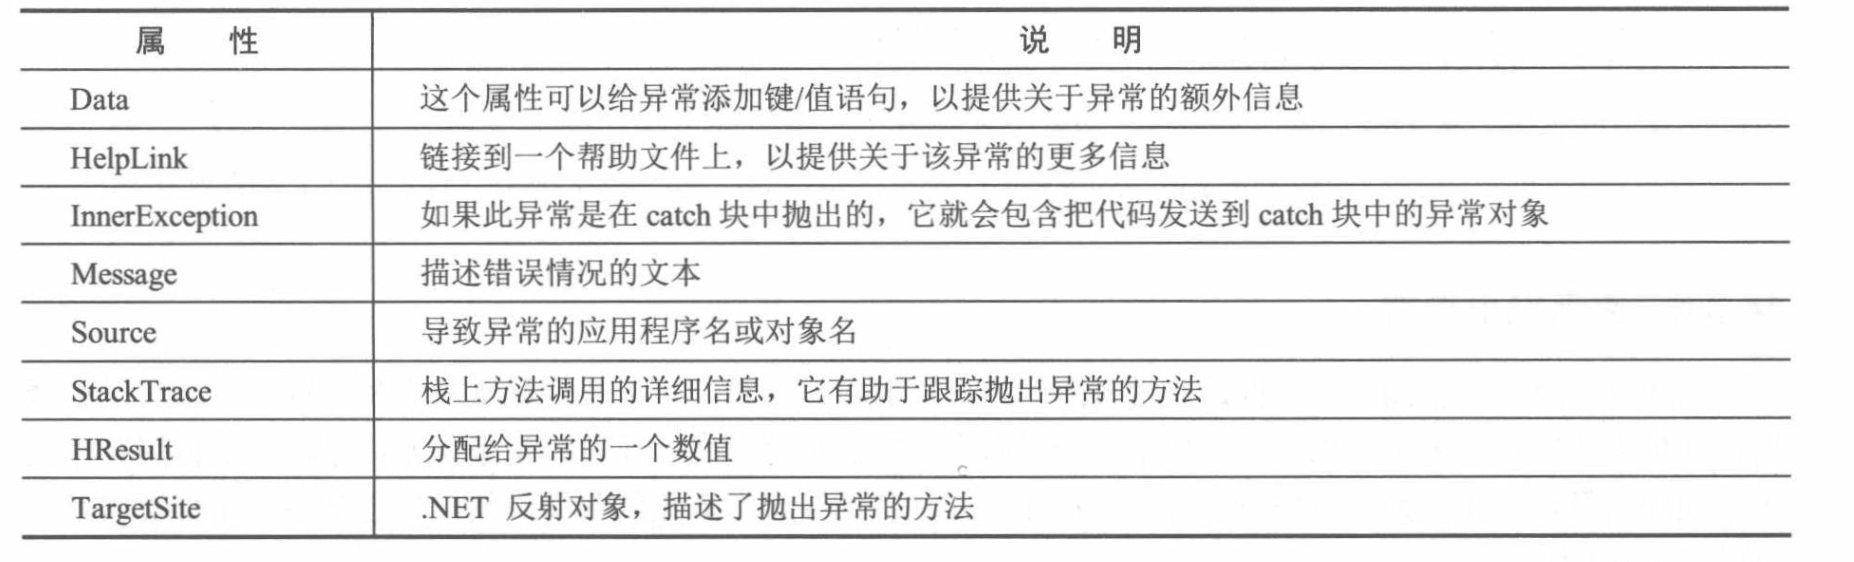 属 性 说 明
Data 这个属性可以给异常添加键/值语句，以提供关于异常的额外信息
HelpLink 链接到一个帮助文件上，以提供关于该异常的更多信息
InnerException 如果此异常是在 catch 块中抛出的，它就会包含把代码发送到 catch 块中的异常对象
Message 描述错误情况的文本
Source 导致异常的应用程序名或对象名
StackTrace 栈上方法调用的详细信息，它有助于跟踪抛出异常的方法
HResult 分配给异常的一个数值
TargetSite .NET 反射对象，描述了抛出异常的方法